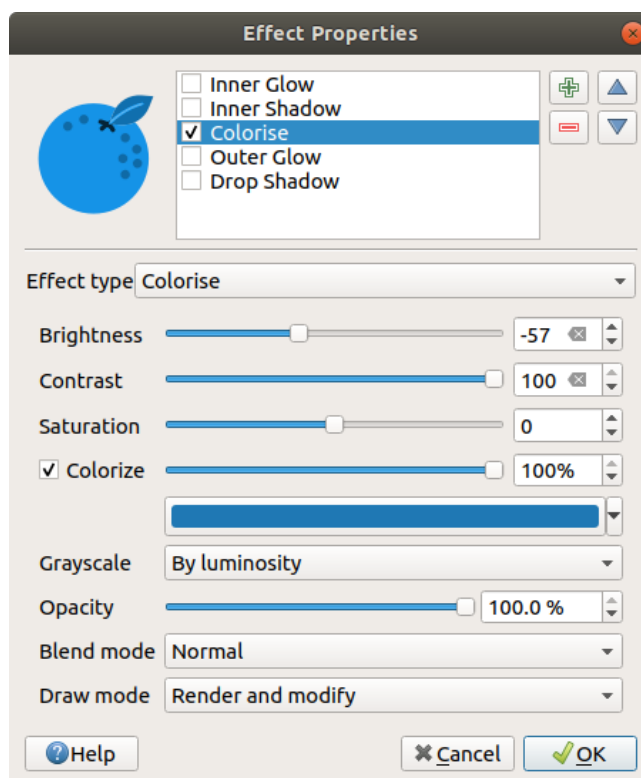 Effect Properties
Inner Glow
Inner Shadow
Colorise
Outer Glow
Drop Shadow
Effect type Colorise
Brightness -57
Contrast 100
Saturation 0
Colorize 100%
Grayscale By luminosity
Opacity 100.0 %
Blend mode Normal
Draw mode Render and modify
Help Cancel OK